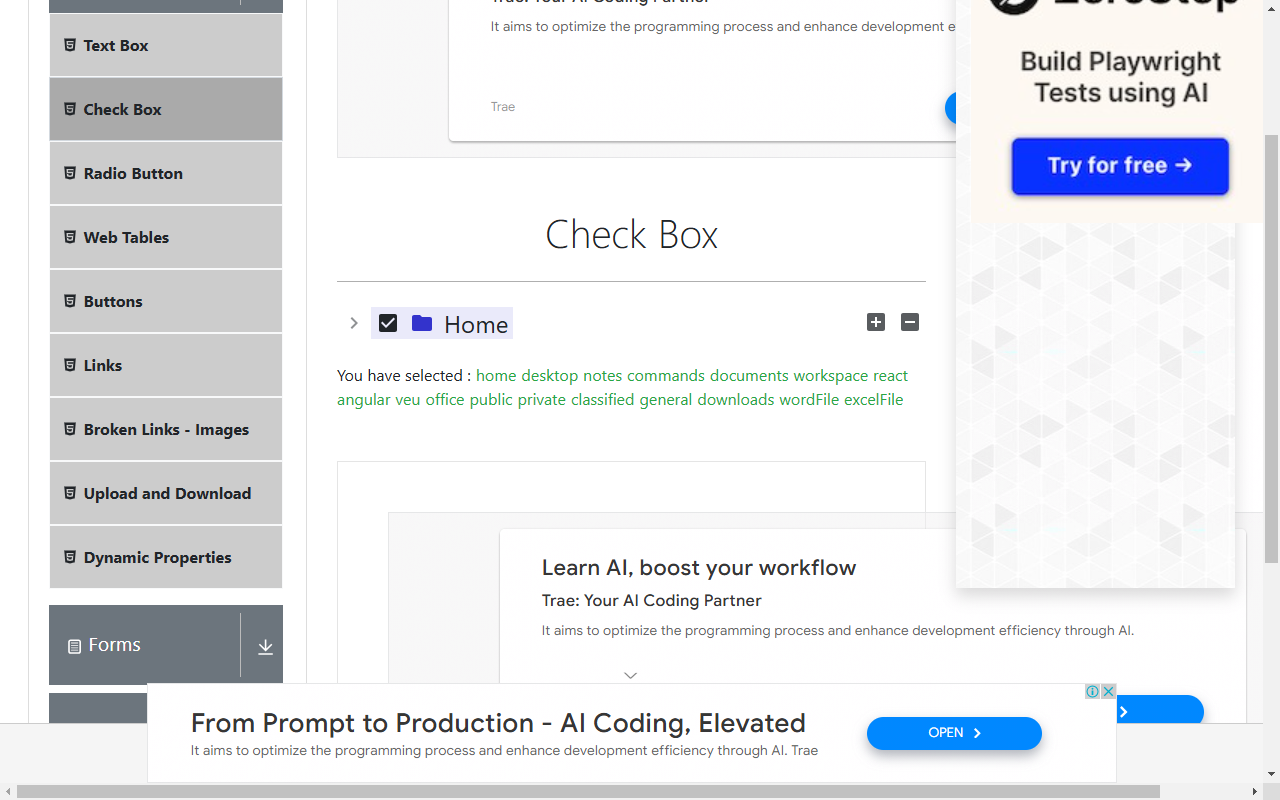 Text Box
Check Box
Radio Button
Web Tables
Buttons
Links
Broken Links - Images
Upload and Download
Dynamic Properties
Forms
It aims to optimize the programming process and enhance development e
Trae
Build Playwright
Tests using AI
Try for free →
Check Box
Home
You have selected : home desktop notes commands documents workspace react
angular veu office public private classified general downloads wordFile excelFile
Learn AI, boost your workflow
Trae: Your AI Coding Partner
It aims to optimize the programming process and enhance development efficiency through AI.
From Prompt to Production - AI Coding, Elevated
It aims to optimize the programming process and enhance development efficiency through AI. Trae
OPEN